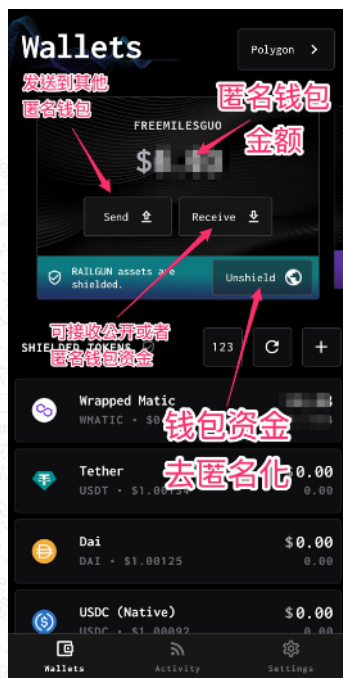 Wallets
Polygon >
发送到其他
匿名钱包
匿名钱包
金额
FREEMILESGUO
$
Send
Receive
RAILGUN assets are
shielded.
Unshield
可接收公开或者
匿名钱包资金
SHIELDED TOKENS
123
Wrapped Matic
WMATIC • $0
钱包资金
去匿名化
Tether
$0.00
USDT • $1.00134
0.00
Dai
$0.00
DAI • $1.00125
0.00
USDC (Native)
$0.00
USDC • $1.00092
0.00
Wallets
Activity
Settings